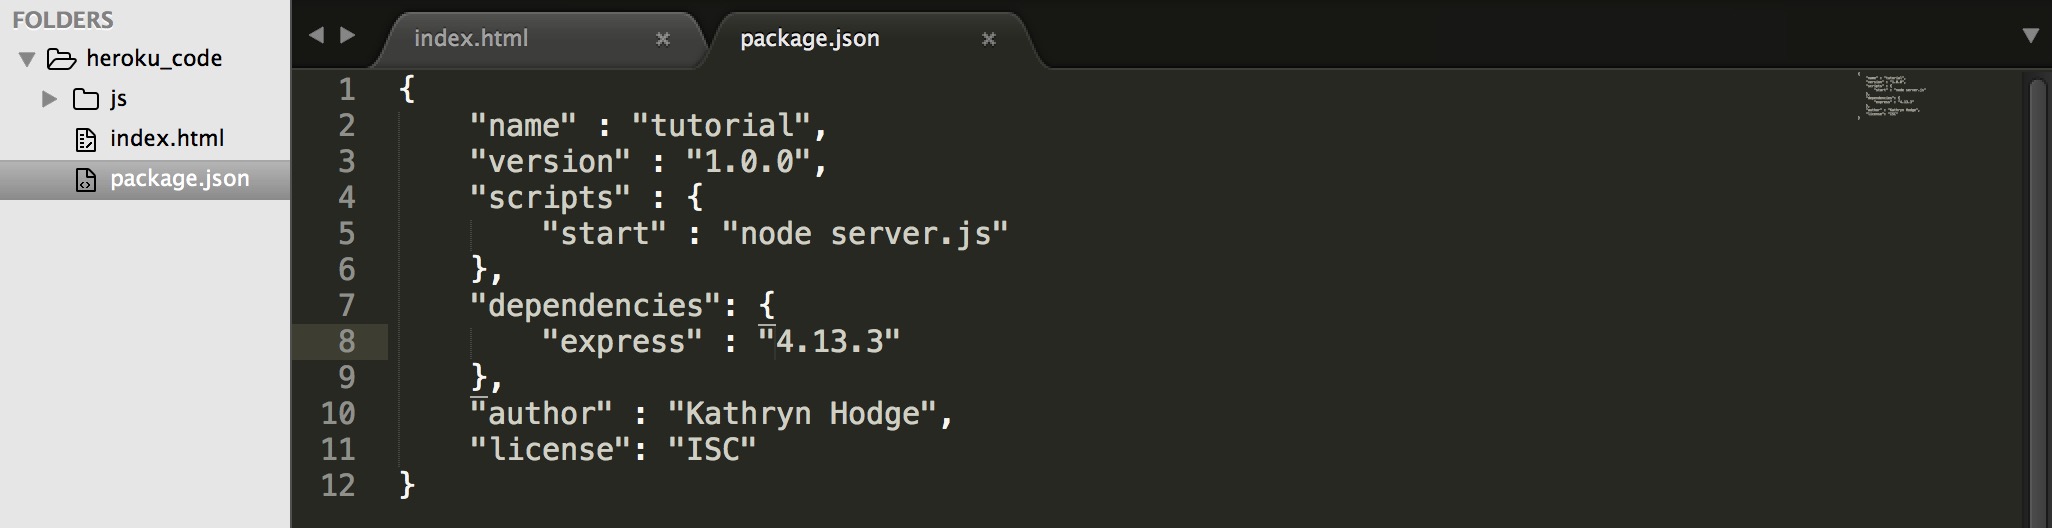 FOLDERS
heroku_code
js
index.html
package.json
index.html
package.json
1 {
2 "name" : "tutorial",
3 "version" : "1.0.0",
4 "scripts" : {
5 "start" : "node server.js"
6 },
7 "dependencies": {
8 "express" : "4.13.3"
9 },
10 "author" : "Kathryn Hodge",
11 "license": "ISC"
12 }